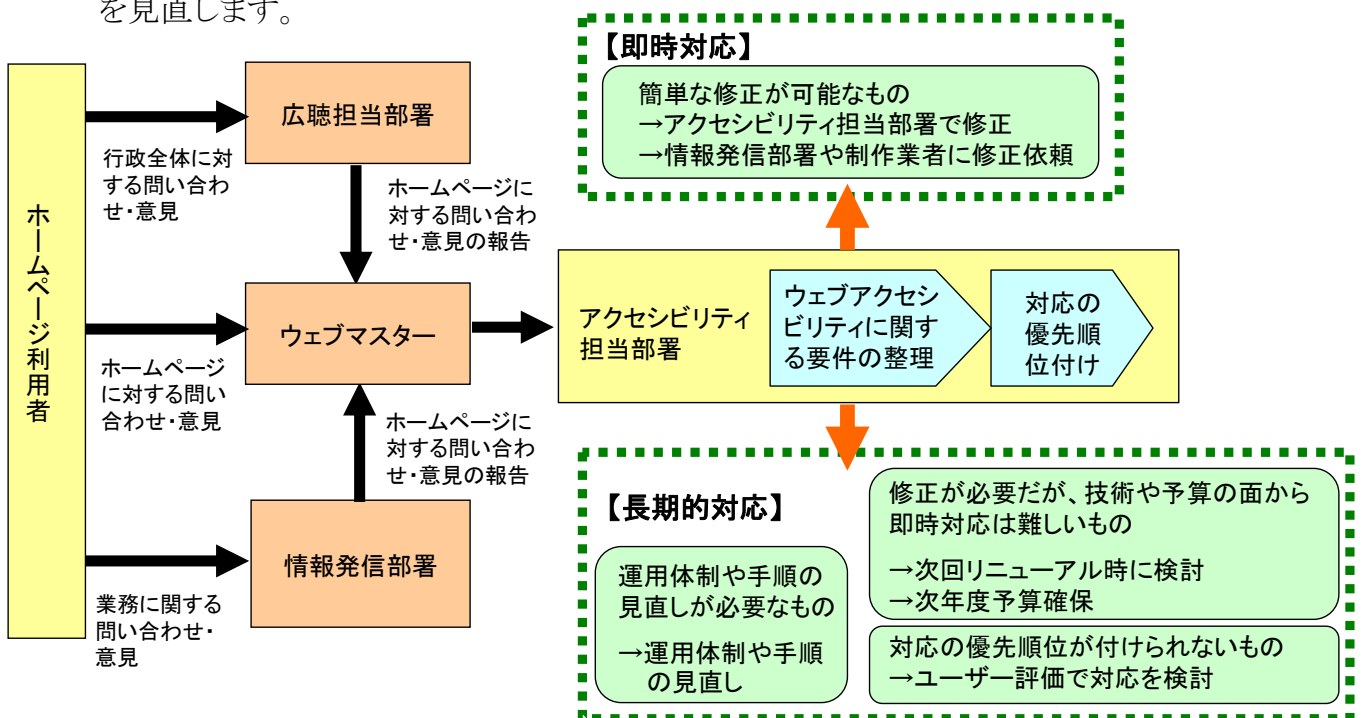 を見直します。
ホームページ利用者
行政全体に対
する問い合わ
せ・意見
ホームページ
に対する問い
合わせ・意見
業務に関する
問い合わせ・
意見
広聴担当部署
ホームページに
対する問い合わ
せ・意見の報告
ウェブマスター
ホームページに
対する問い合わ
せ・意見の報告
情報発信部署
アクセシビリティ
担当部署
ウェブアクセシ
ビリティに関す
る要件の整理
対応の
優先順
位付け
【即時対応】
簡単な修正が可能なもの
→アクセシビリティ担当部署で修正
→情報発信部署や制作業者に修正依頼
【長期的対応】
運用体制や手順の
見直しが必要なもの
→運用体制や手順
の見直し
修正が必要だが、技術や予算の面から
即時対応は難しいもの
→次回リニューアル時に検討
→次年度予算確保
対応の優先順位が付けられないもの
→ユーザー評価で対応を検討